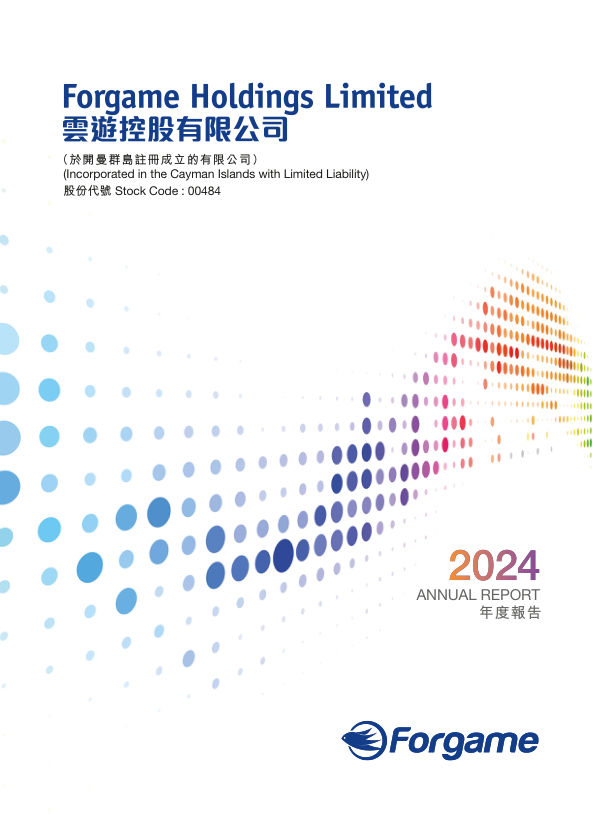 Forgame Holdings Limited
雲遊控股有限公司
（於開曼群島註冊成立的有限公司）
(Incorporated in the Cayman Islands with Limited Liability)
股份代號 Stock Code : 00484
2024
ANNUAL REPORT
年度報告
Forgame